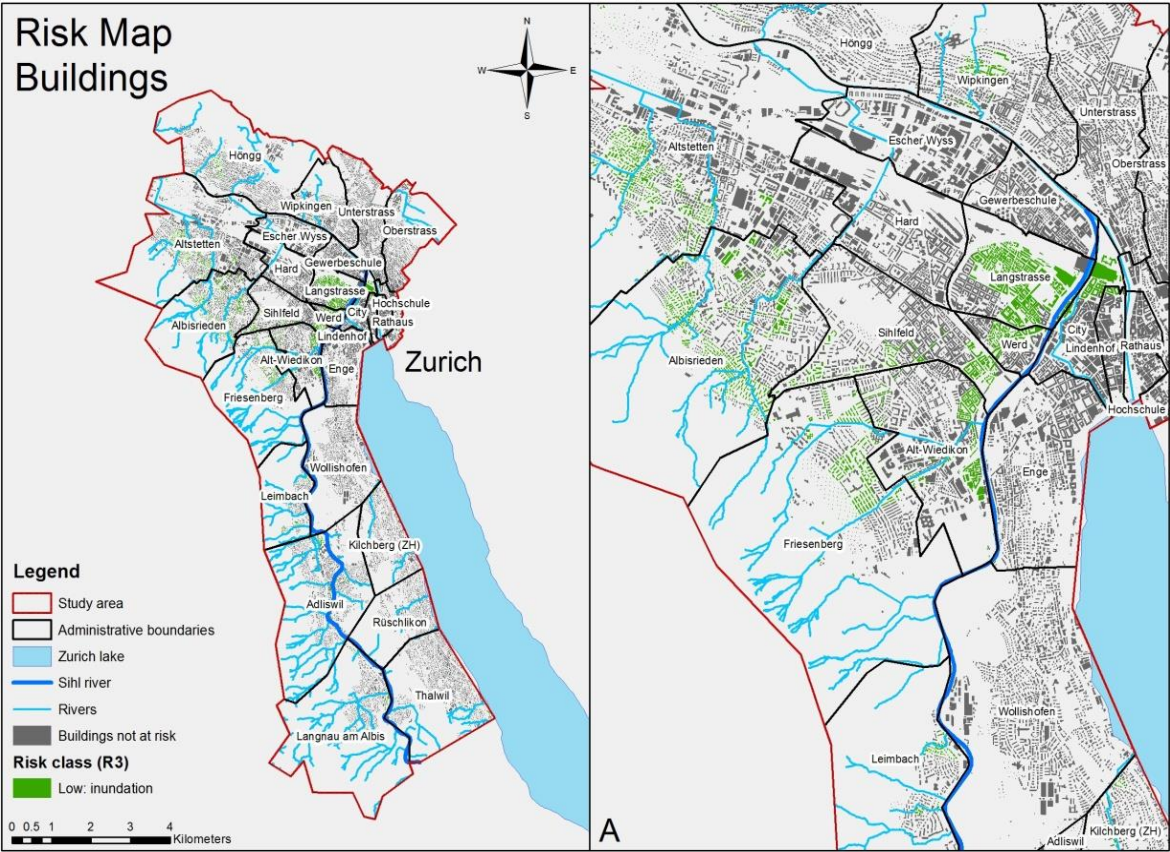 Risk Map
Buildings
N
W
E
S
Höngg
Wipkingen
Unterstrass
Oberstrass
Escher Wyss
Altstetten
Gewerbeschule
Hard
Langstrasse
Hochschule
Sihlfeld
Werd
City
Rathaus
Albisrieden
Lindenhof
Alt-Wiedikon
Enge
Zurich
Friesenberg
Wollishofen
Leimbach
Kilchberg (ZH)
Adliswil
Rüschlikon
Thalwil
Langnau am Albis
Legend
Study area
Administrative boundaries
Zurich lake
Sihl river
Rivers
Buildings not at risk
Risk class (R3)
Low: inundation
0 0.5 1 2 3 4
Kilometers
Höngg
Wipkingen
Unterstrass
Altstetten
Escher Wyss
Oberstrass
Gewerbeschule
Hard
Langstrasse
Sihlfeld
City
Werd
Lindenhof
Rathaus
Albisrieden
Hochschule
Alt-Wiedikon
Enge
Friesenberg
Wollishofen
Leimbach
Kilchberg (ZH)
Adliswil
A